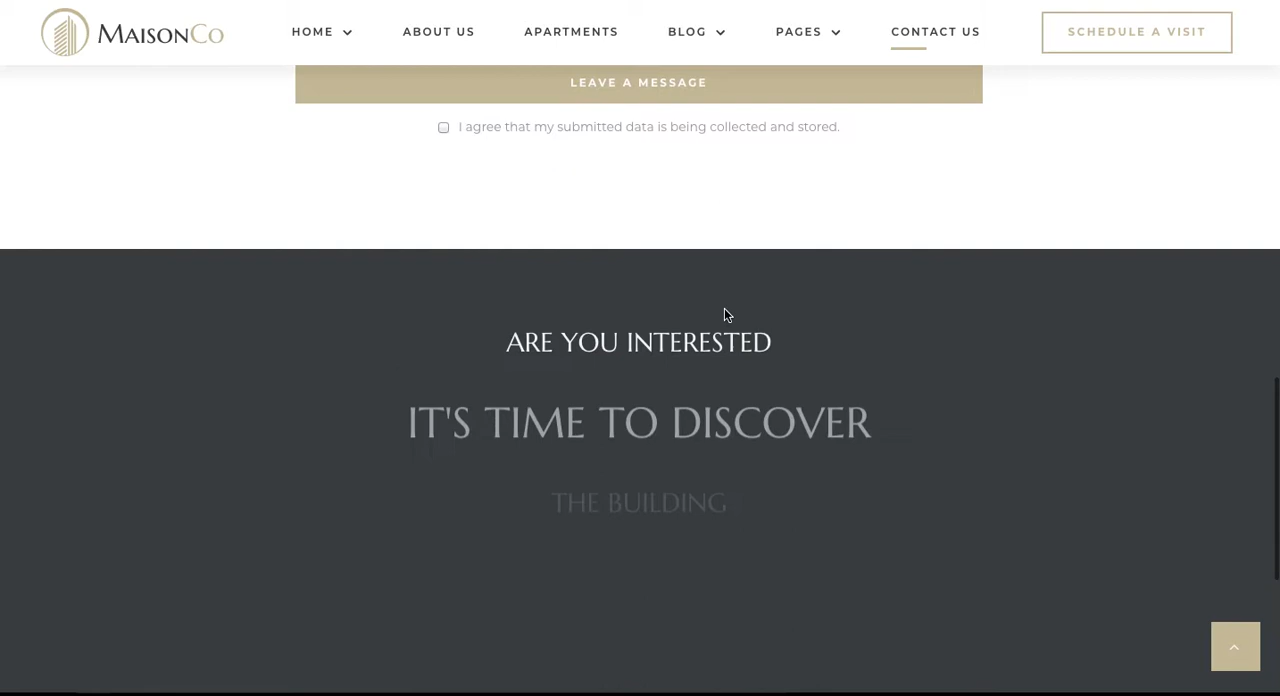 MAISONCO
HOME
ABOUT US
APARTMENTS
BLOG
PAGES
CONTACT US
SCHEDULE A VISIT
LEAVE A MESSAGE
I agree that my submitted data is being collected and stored.
ARE YOU INTERESTED
IT'S TIME TO DISCOVER
THE BUILDING